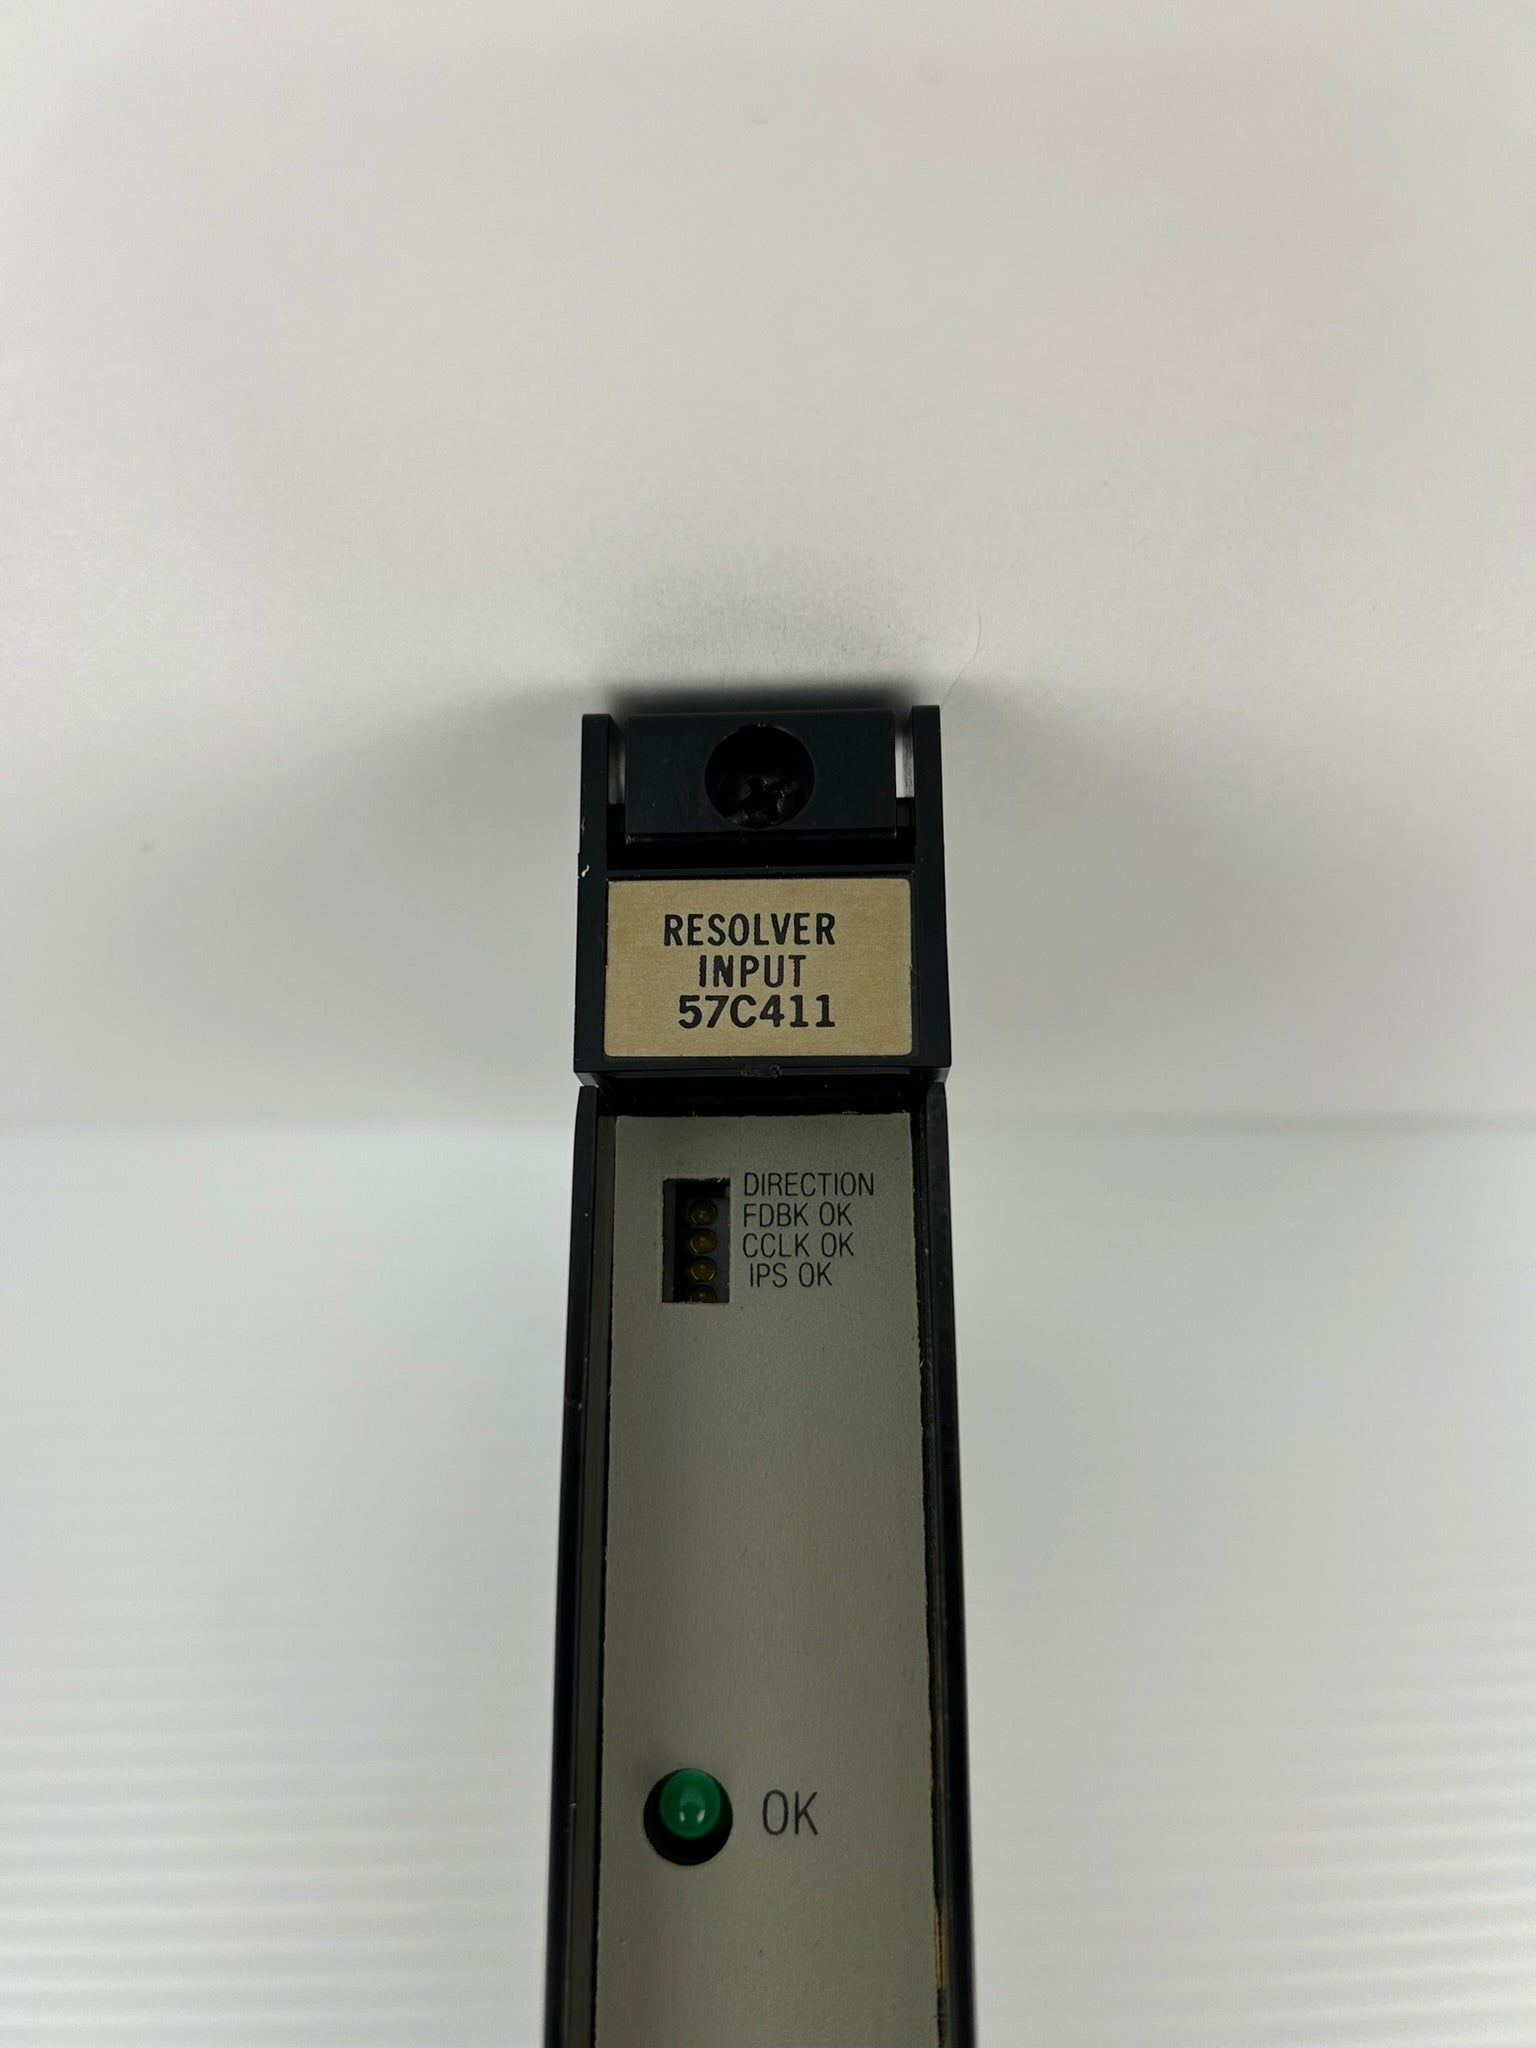 RESOLVER
INPUT
57C411
DIRECTION
FDBK OK
CCLK OK
IPS OK
OK